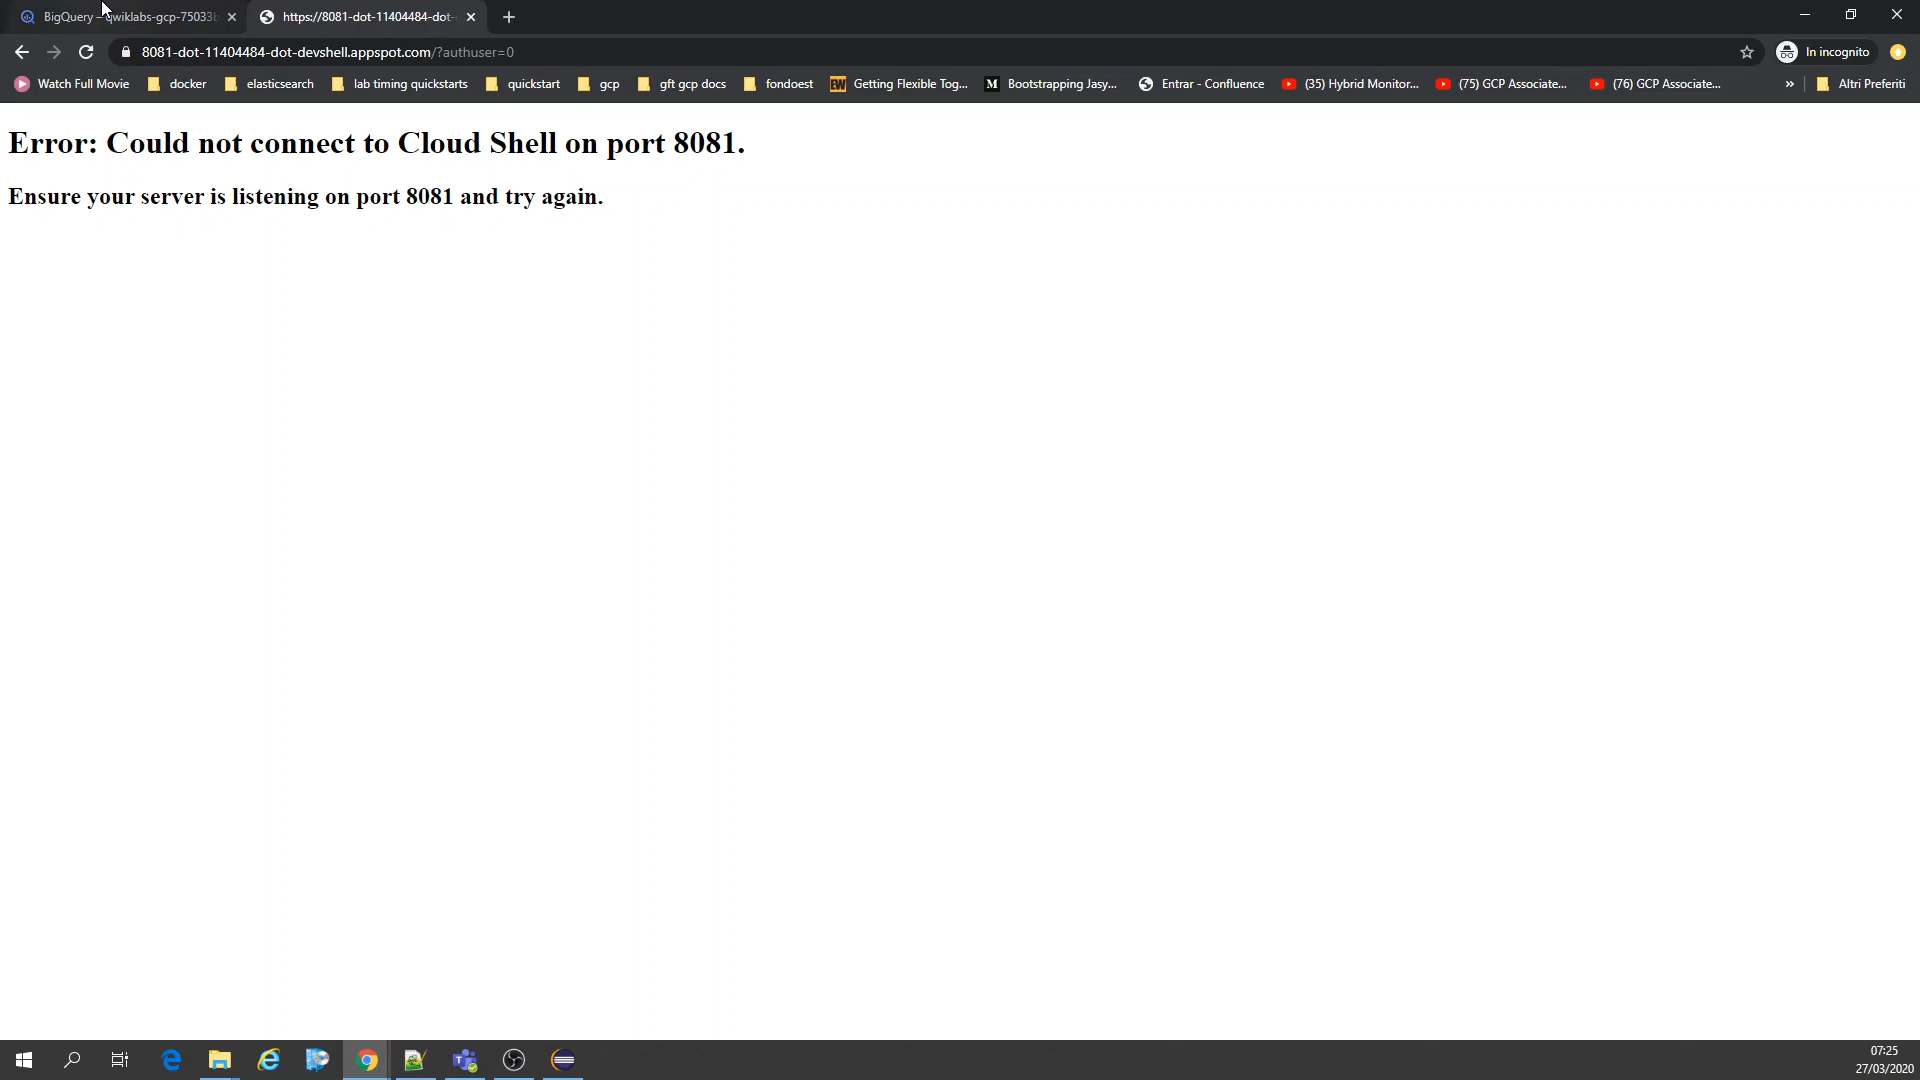 BigQuery – qwiklabs-gcp-75033b
https://8081-dot-11404484-dot-
8081-dot-11404484-dot-devshell.appspot.com/?authuser=0
In incognito
Watch Full Movie
docker
elasticsearch
lab timing quickstarts
quickstart
gcp
gft gcp docs
fondoest
EW
Getting Flexible Tog...
M
Bootstrapping Jasy...
Entrar - Confluence
(35) Hybrid Monitor...
(75) GCP Associate...
(76) GCP Associate...
»
Altri Preferiti
Error: Could not connect to Cloud Shell on port 8081.
Ensure your server is listening on port 8081 and try again.
07:25
27/03/2020